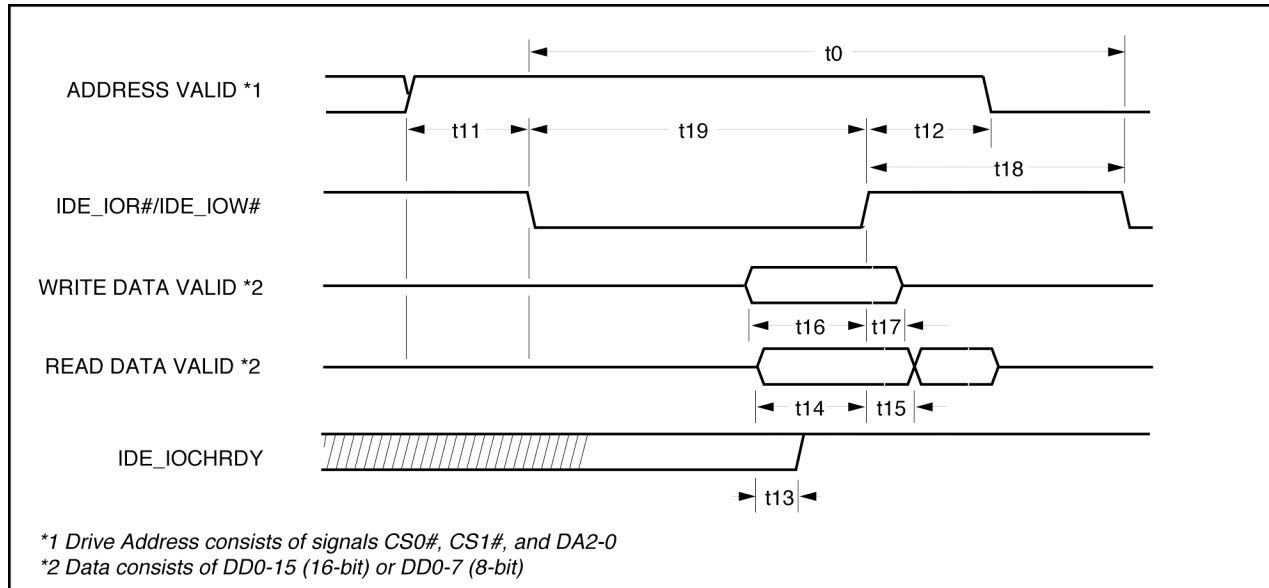 t0
ADDRESS VALID *1
t11
t19
t12
t18
IDE_IOR#/IDE_IOW#
WRITE DATA VALID *2
t16
t17
READ DATA VALID *2
t14
t15
IDE_IOCHRDY
t13
*1 Drive Address consists of signals CS0#, CS1#, and DA2-0
*2 Data consists of DD0-15 (16-bit) or DD0-7 (8-bit)